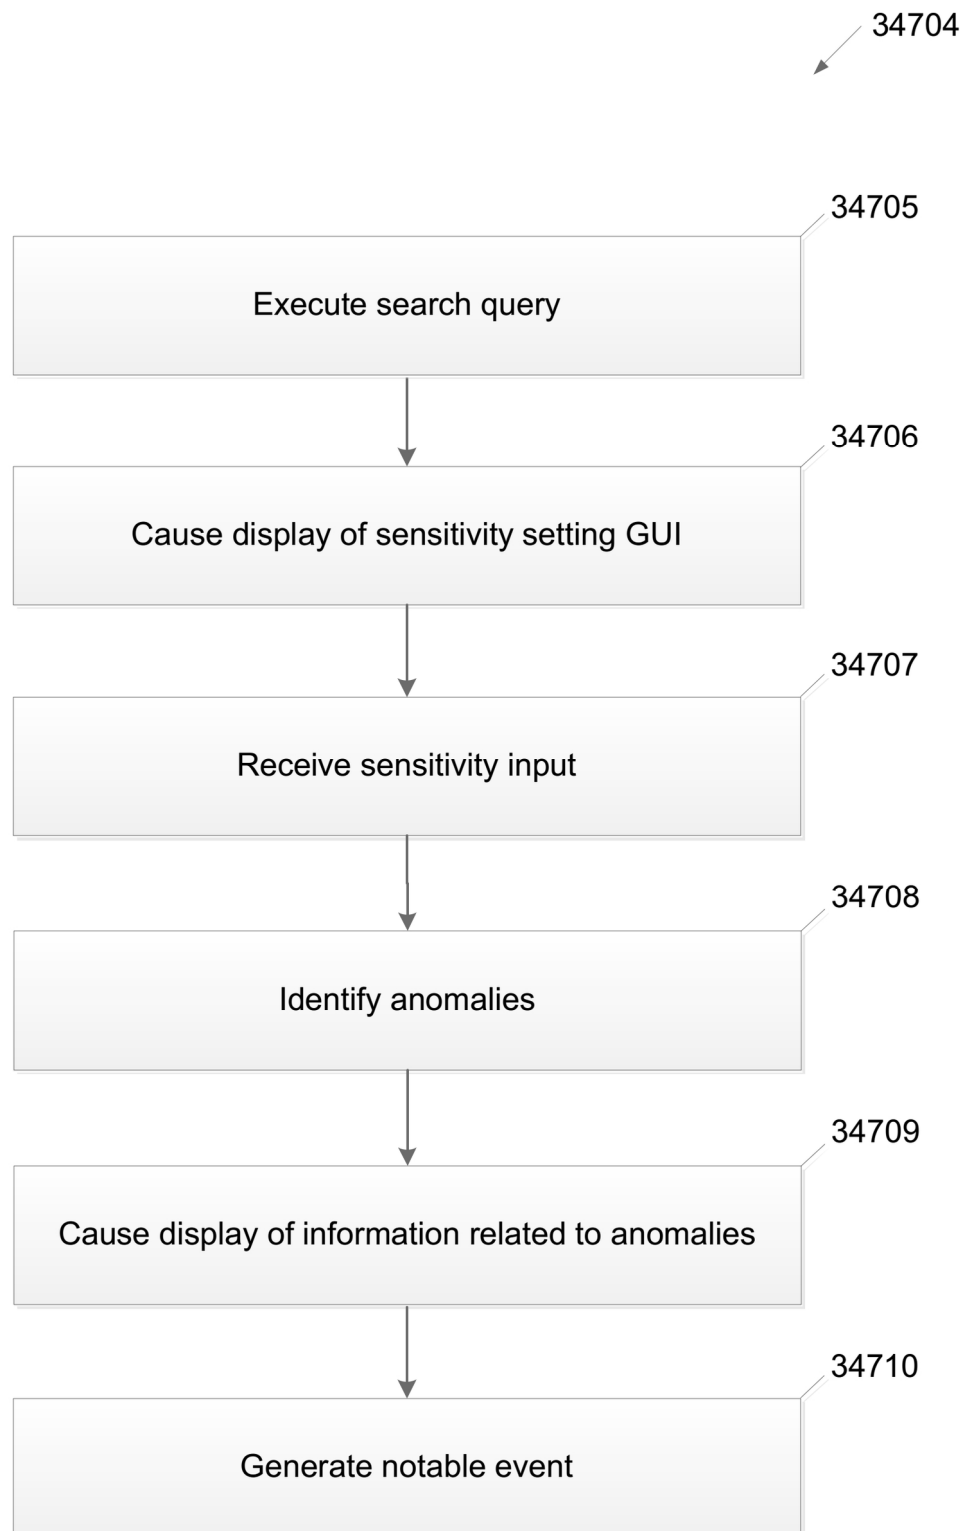 34704
34705
Execute search query
34706
Cause display of sensitivity setting GUI
34707
Receive sensitivity input
34708
Identify anomalies
34709
Cause display of information related to anomalies
34710
Generate notable event